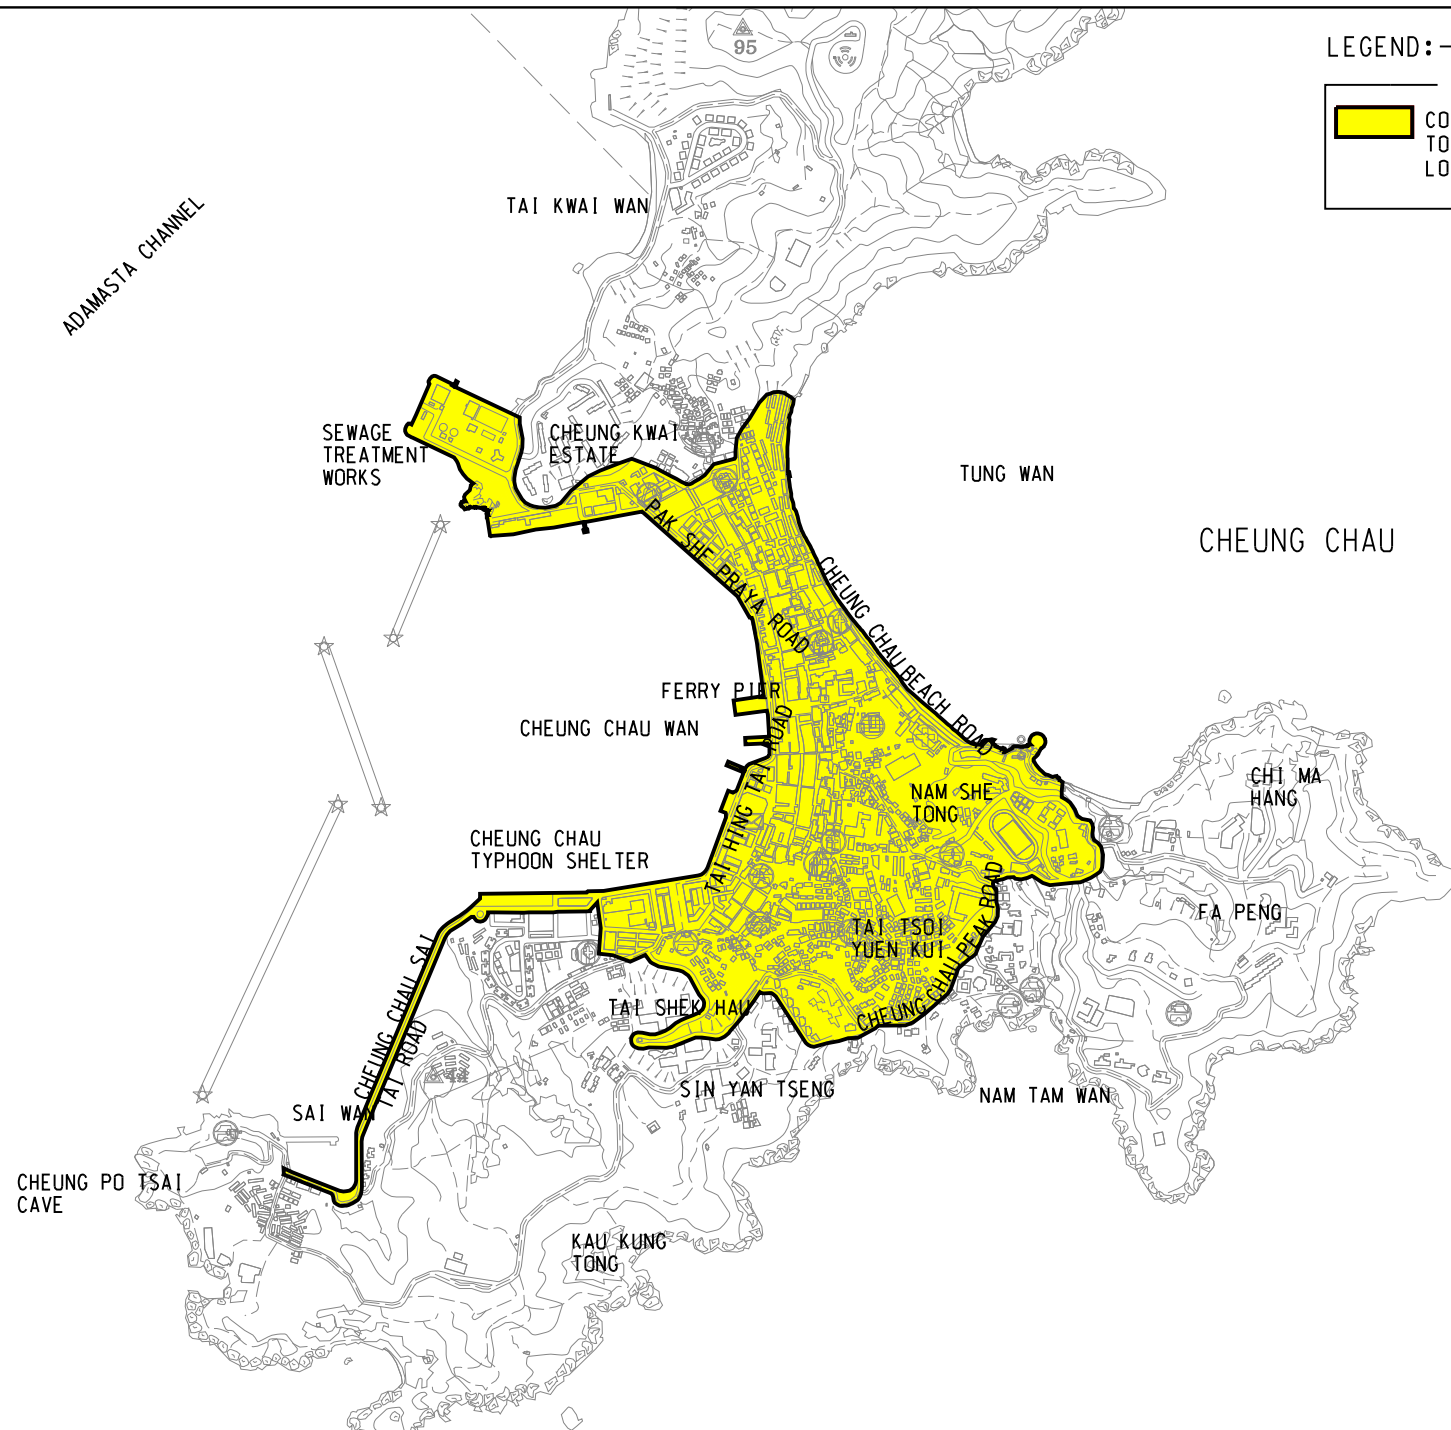 95
LEGEND:-
CO
TO
LO
TAI KWAI WAN
ADAMASTA CHANNEL
SEWAGE
TREATMENT
WORKS
CHEUNG KWAI
ESTATE
TUNG WAN
CHEUNG CHAU
PAK SHE PRAYA ROAD
CHEUNG CHAU BEACH ROAD
FERRY PIER
CHEUNG CHAU WAN
TAI HING TAI ROAD
CHI MA
HANG
NAM SHE
TONG
CHEUNG CHAU
TYPHOON SHELTER
FA PENG
TAI TSOI
YUEN KUI
CHEUNG CHAU PEAK ROAD
CHEUNG CHAU SAI
TAI ROAD
TAI SHEK HAU
SIN YAN TSENG
NAM TAM WAN
SAI WAN
CHEUNG PO TSAI
CAVE
KAU KUNG
TONG